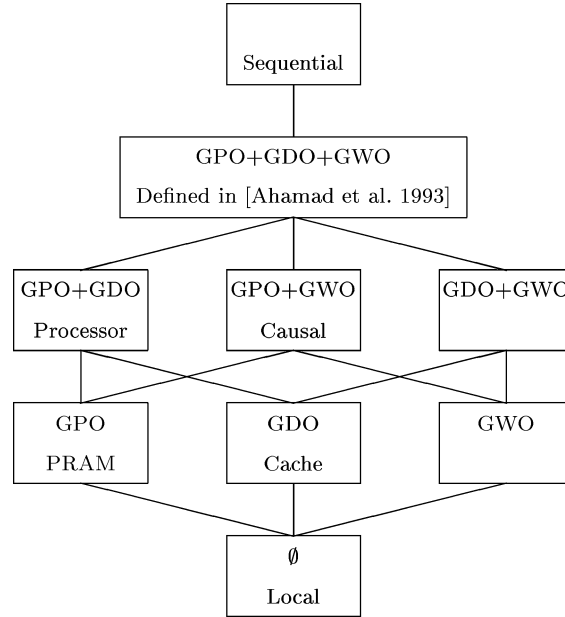 Sequential
GPO+GDO+GWO
Defined in [Ahamad et al. 1993]
GPO+GDO
Processor
GPO+GWO
Causal
GDO+GWO
GPO
PRAM
GDO
Cache
GWO
∅
Local